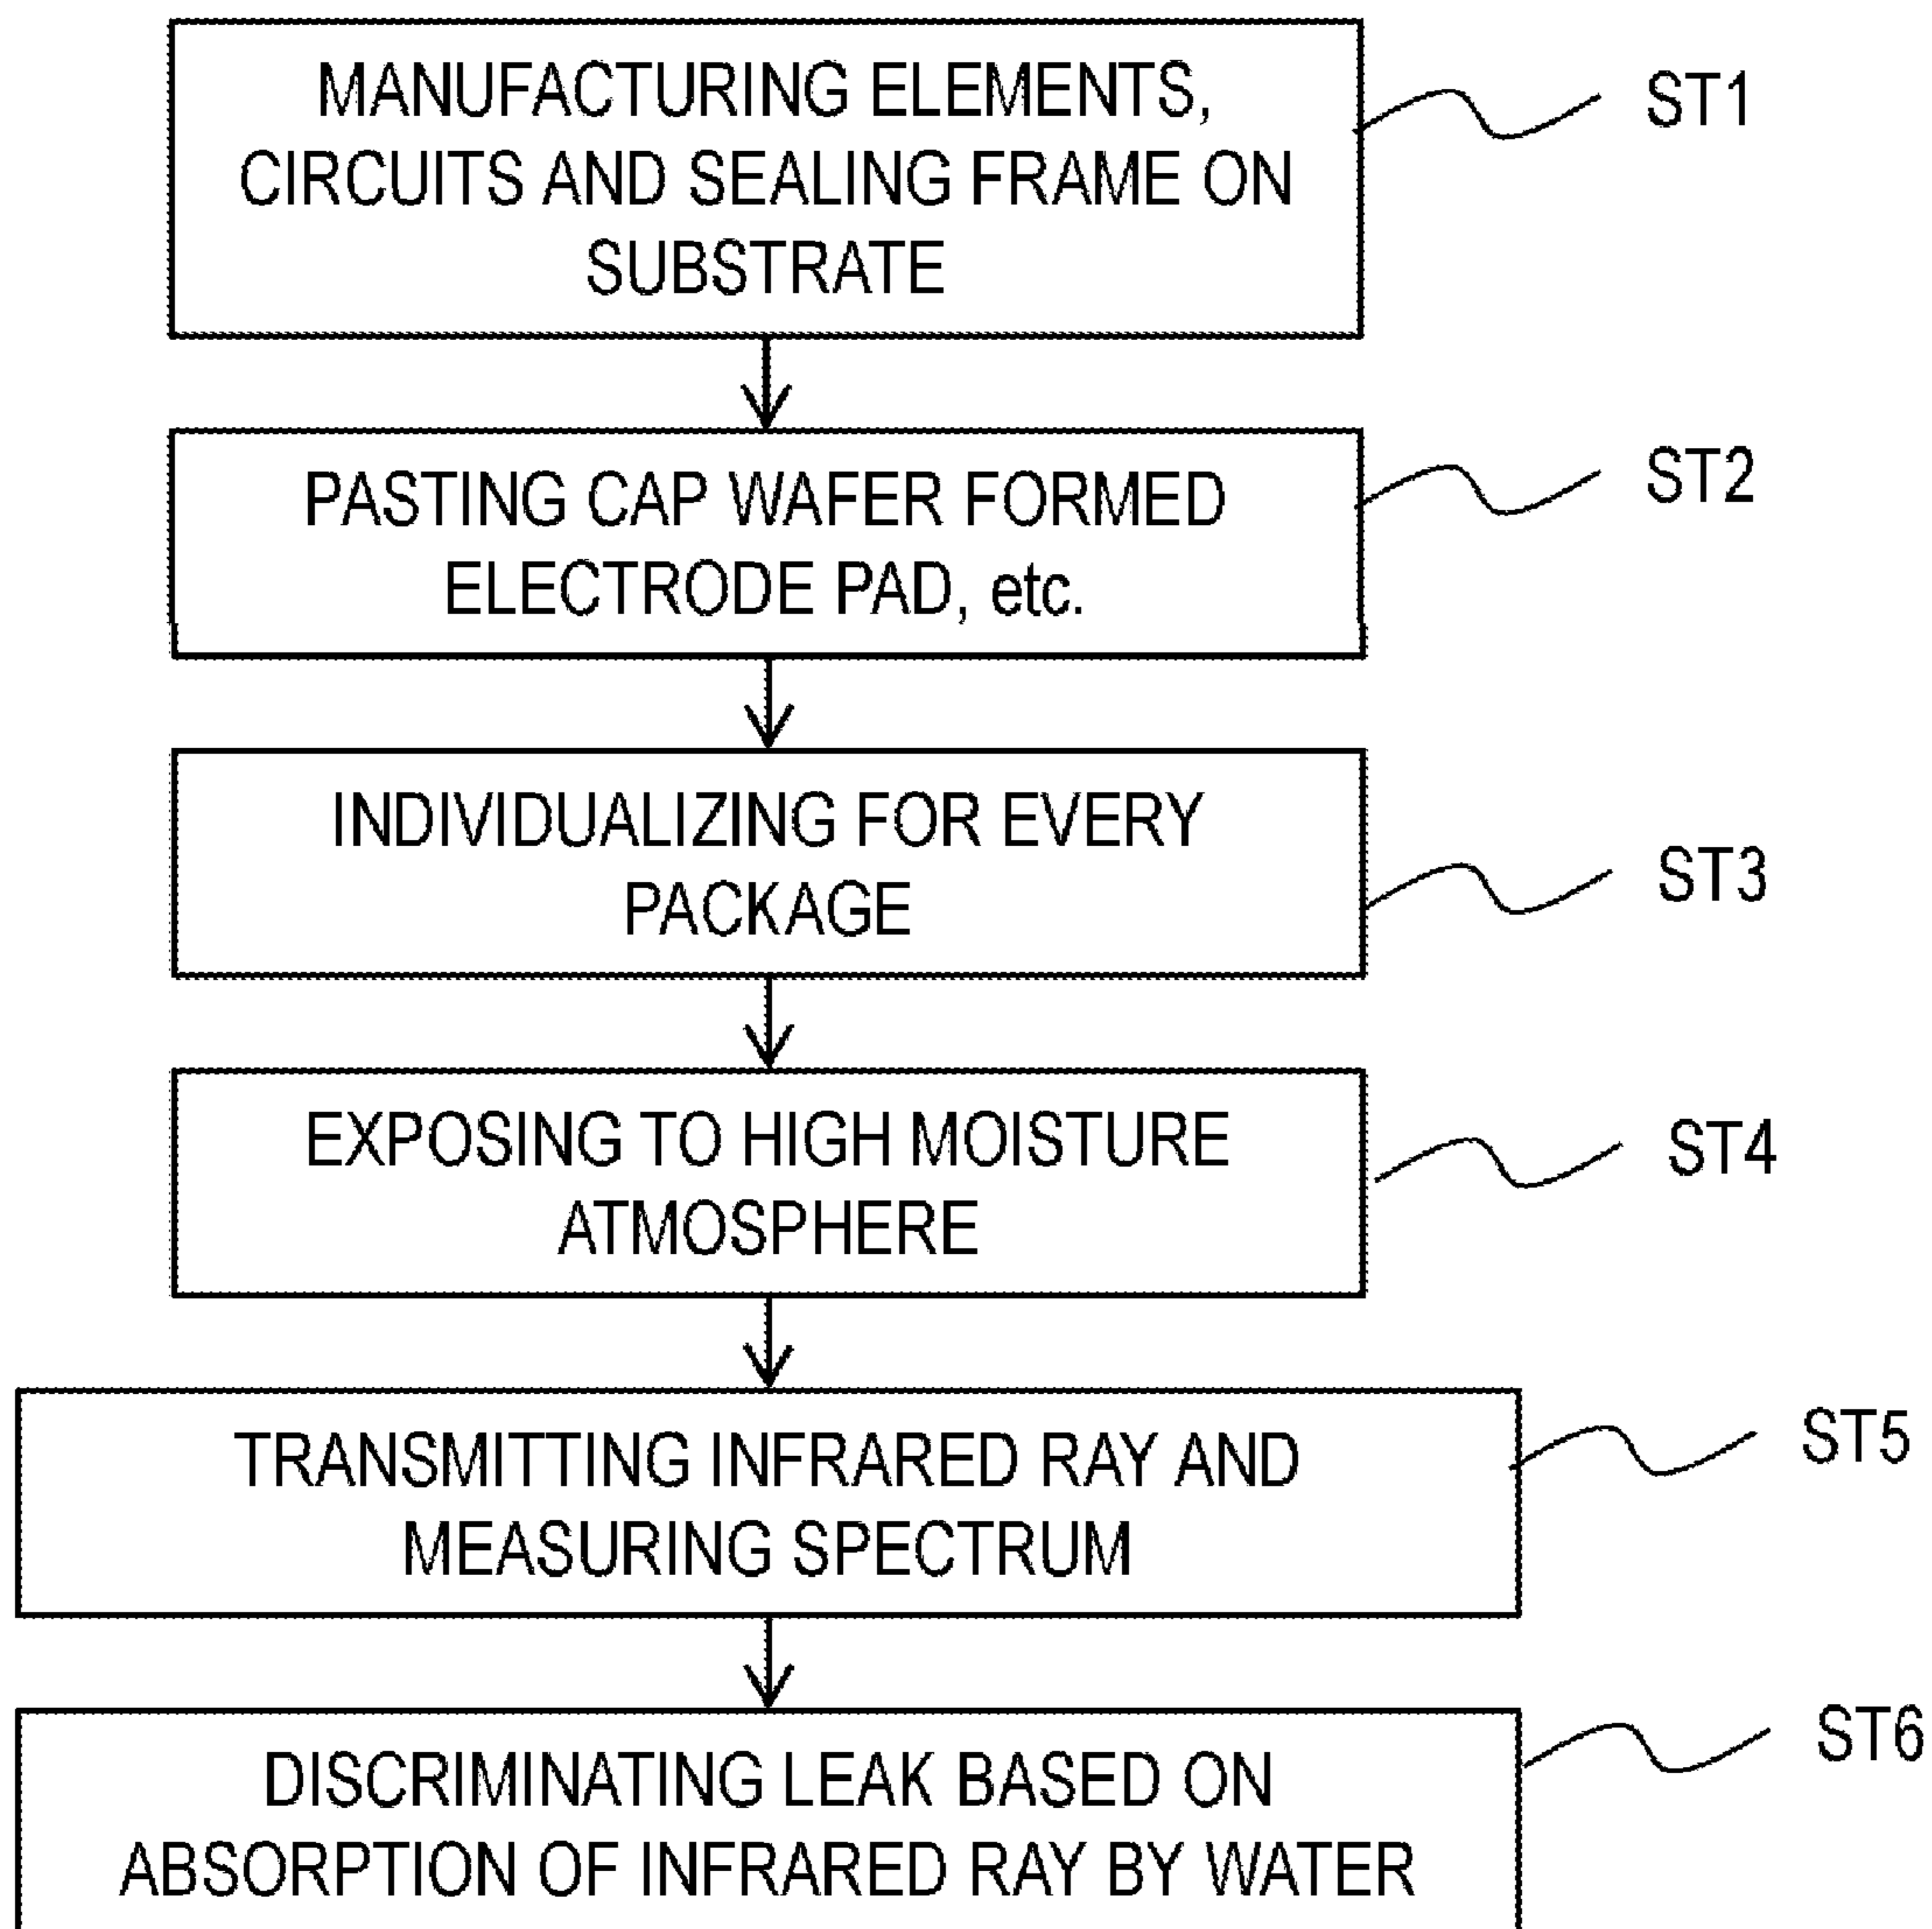 MANUFACTURING ELEMENTS,
CIRCUITS AND SEALING FRAME ON
SUBSTRATE
ST1
PASTING CAP WAFER FORMED
ELECTRODE PAD, etc.
ST2
INDIVIDUALIZING FOR EVERY
PACKAGE
ST3
EXPOSING TO HIGH MOISTURE
ATMOSPHERE
ST4
TRANSMITTING INFRARED RAY AND
MEASURING SPECTRUM
ST5
DISCRIMINATING LEAK BASED ON
ABSORPTION OF INFRARED RAY BY WATER
ST6